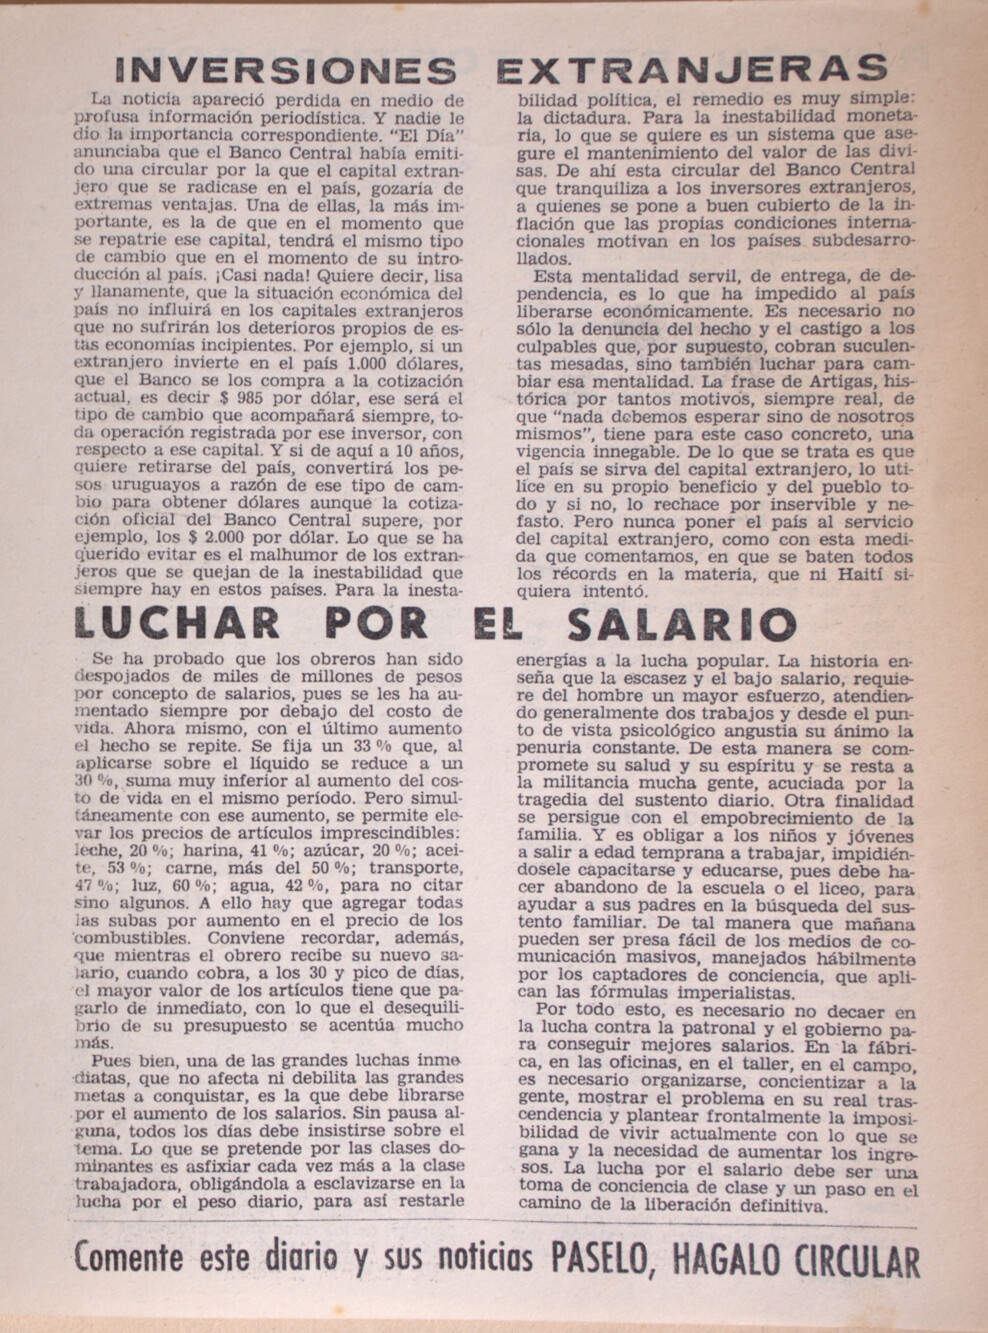 INVERSIONES EXTRANJERAS
La noticia apareció perdida en medio de
profusa información periodística. Y nadie le
dio la importancia correspondiente. "El Día"
anunciaba que el Banco Central había emiti-
do una circular por la que el capital extran-
jero que se radicase en el país, gozaría de
extremas ventajas. Una de ellas, la más im-
portante, es la de que en el momento que
se repatrie ese capital, tendrá el mismo tipo
de cambio que en el momento de su intro-
ducción al país. ¡Casi nada! Quiere decir, lisa
y llanamente, que la situación económica del
país no influirá en los capitales extranjeros
que no sufrirán los deterioros propios de es-
tas economías incipientes. Por ejemplo, si un
extranjero invierte en el país 1.000 dólares,
que el Banco se los compra a la cotización
actual, es decir $ 985 por dólar, ese será el
tipo de cambio que acompañará siempre, to-
da operación registrada por ese inversor, con
respecto a ese capital. Y si de aquí a 10 años,
quiere retirarse del país, convertirá los pe-
sos uruguayos a razón de ese tipo de cam-
bio para obtener dólares aunque la cotiza-
ción oficial del Banco Central supere, por
ejemplo, los $ 2.000 por dólar. Lo que se ha
querido evitar es el malhumor de los extran-
jeros que se quejan de la inestabilidad que
siempre hay en estos países. Para la inesta-
bilidad política, el remedio es muy simple:
la dictadura. Para la inestabilidad moneta-
ria, lo que se quiere es un sistema que ase-
gure el mantenimiento del valor de las divi-
sas. De ahí esta circular del Banco Central
que tranquiliza a los inversores extranjeros,
a quienes se pone a buen cubierto de la in-
flación que las propias condiciones interna-
cionales motivan en los países subdesarro-
llados.
Esta mentalidad servil, de entrega, de de-
pendencia, es lo que ha impedido al país
liberarse económicamente. Es necesario no
sólo la denuncia del hecho y el castigo a los
culpables que, por supuesto, cobran suculen-
tas mesadas, sino también luchar para cam-
biar esa mentalidad. La frase de Artigas, his-
tórica por tantos motivos, siempre real, de
que "nada debemos esperar sino de nosotros
mismos", tiene para este caso concreto, una
vigencia innegable. De lo que se trata es que
el país se sirva del capital extranjero, lo uti-
lice en su propio beneficio y del pueblo to-
do y si no, lo rechace por inservible y ne-
fasto. Pero nunca poner el país al servicio
del capital extranjero, como con esta medi-
da que comentamos, en que se baten todos
los récords en la materia, que ni Haití si-
quiera intentó.
LUCHAR POR EL SALARIO
Se ha probado que los obreros han sido
despojados de miles de millones de pesos
por concepto de salarios, pues se les ha au-
mentado siempre por debajo del costo de
vida. Ahora mismo, con el último aumento
el hecho se repite. Se fija un 33 % que, al
aplicarse sobre el líquido se reduce a un
30 %, suma muy inferior al aumento del cos-
to de vida en el mismo período. Pero simul-
táneamente con ese aumento, se permite ele-
var los precios de artículos imprescindibles:
leche, 20 %; harina, 41 %; azúcar, 20 %; acei-
te, 53 %; carne, más del 50 %; transporte,
47 %; luz, 60 %; agua, 42 %, para no citar
sino algunos. A ello hay que agregar todas
las subas por aumento en el precio de los
combustibles. Conviene recordar, además,
que mientras el obrero recibe su nuevo sa-
lario, cuando cobra, a los 30 y pico de días,
el mayor valor de los artículos tiene que pa-
garlo de inmediato, con lo que el desequili-
brio de su presupuesto se acentúa mucho
más.
Pues bien, una de las grandes luchas inme-
diatas, que no afecta ni debilita las grandes
metas a conquistar, es la que debe librarse
por el aumento de los salarios. Sin pausa al-
guna, todos los días debe insistirse sobre el
tema. Lo que se pretende por las clases do-
minantes es asfixiar cada vez más a la clase
trabajadora, obligándola a esclavizarse en la
lucha por el peso diario, para así restarle
energías a la lucha popular. La historia en-
seña que la escasez y el bajo salario, requie-
re del hombre un mayor esfuerzo, atendien-
do generalmente dos trabajos y desde el pun-
to de vista psicológico angustia su ánimo la
penuria constante. De esta manera se com-
promete su salud y su espíritu y se resta a
la militancia mucha gente, acuciada por la
tragedia del sustento diario. Otra finalidad
se persigue con el empobrecimiento de la
familia. Y es obligar a los niños y jóvenes
a salir a edad temprana a trabajar, impidién-
dosele capacitarse y educarse, pues debe ha-
cer abandono de la escuela o el liceo, para
ayudar a sus padres en la búsqueda del sus-
tento familiar. De tal manera que mañana
pueden ser presa fácil de los medios de co-
municación masivos, manejados hábilmente
por los captadores de conciencia, que apli-
can las fórmulas imperialistas.
Por todo esto, es necesario no decaer en
la lucha contra la patronal y el gobierno pa-
ra conseguir mejores salarios. En la fábri-
ca, en las oficinas, en el taller, en el campo,
es necesario organizarse, concientizar a la
gente, mostrar el problema en su real tras-
cendencia y plantear frontalmente la imposi-
bilidad de vivir actualmente con lo que se
gana y la necesidad de aumentar los ingre-
sos. La lucha por el salario debe ser una
toma de conciencia de clase y un paso en el
camino de la liberación definitiva.
Comente este diario y sus noticias PASELO, HAGALO CIRCULAR